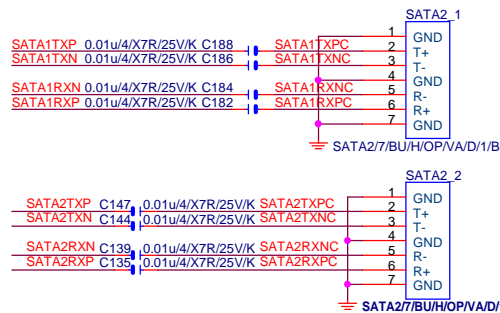 SATA2_1
SATA1TXP 0.01u/4/X7R/25V/K C188 SATA1TXPC 1 GND
SATA1TXN 0.01u/4/X7R/25V/K C186 SATA1TXNC 2 T+
3 T-
4 GND
SATA1RXN 0.01u/4/X7R/25V/K C184 SATA1RXNC 5 R-
SATA1RXP 0.01u/4/X7R/25V/K C182 SATA1RXPC 6 R+
7 GND
SATA2/7/BU/H/OP/VA/D/1/B
SATA2_2
1 GND
SATA2TXP C147 0.01u/4/X7R/25V/K SATA2TXPC 2 T+
SATA2TXN C144 0.01u/4/X7R/25V/K SATA2TXNC 3 T-
4 GND
SATA2RXN C139 0.01u/4/X7R/25V/K SATA2RXNC 5 R-
SATA2RXP C135 0.01u/4/X7R/25V/K SATA2RXPC 6 R+
7 GND
SATA2/7/BU/H/OP/VA/D/